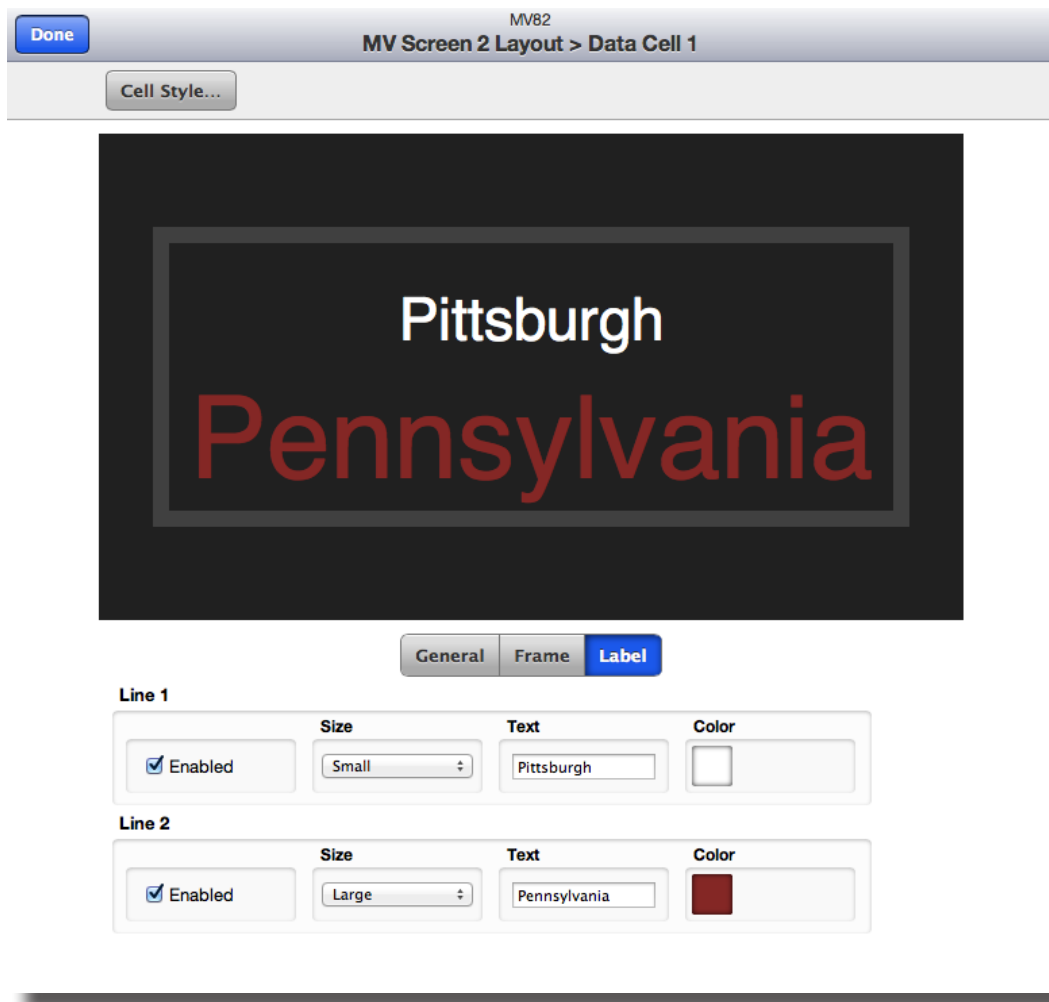 MV82
Done
MV Screen 2 Layout > Data Cell 1
Cell Style...
Pittsburgh
Pennsylvania
General Frame Label
Line 1
Size Text Color
Enabled Small Pittsburgh
Line 2
Size Text Color
Enabled Large Pennsylvania